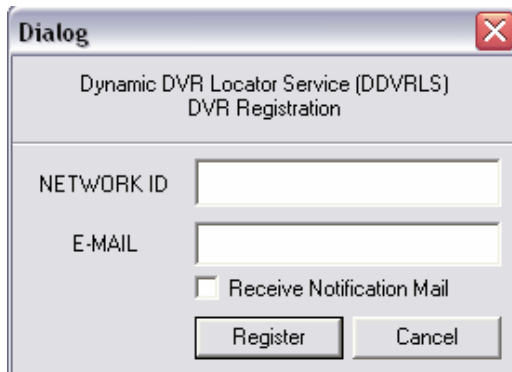 Dialog
Dynamic DVR Locator Service (DDVRLS)
DVR Registration
NETWORK ID
E-MAIL
Receive Notification Mail
Register Cancel